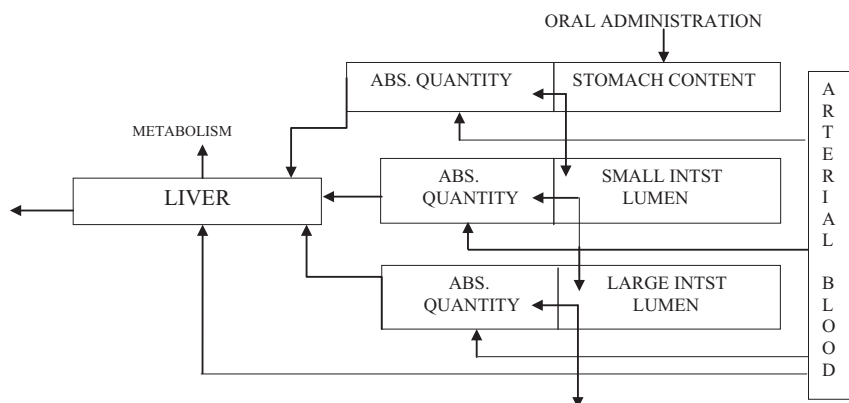 ORAL ADMINISTRATION
ABS. QUANTITY
STOMACH CONTENT
METABOLISM
ABS.
QUANTITY
SMALL INTST
LUMEN
LIVER
ABS.
QUANTITY
LARGE INTST
LUMEN
A
R
T
E
R
I
A
L
B
L
O
O
D